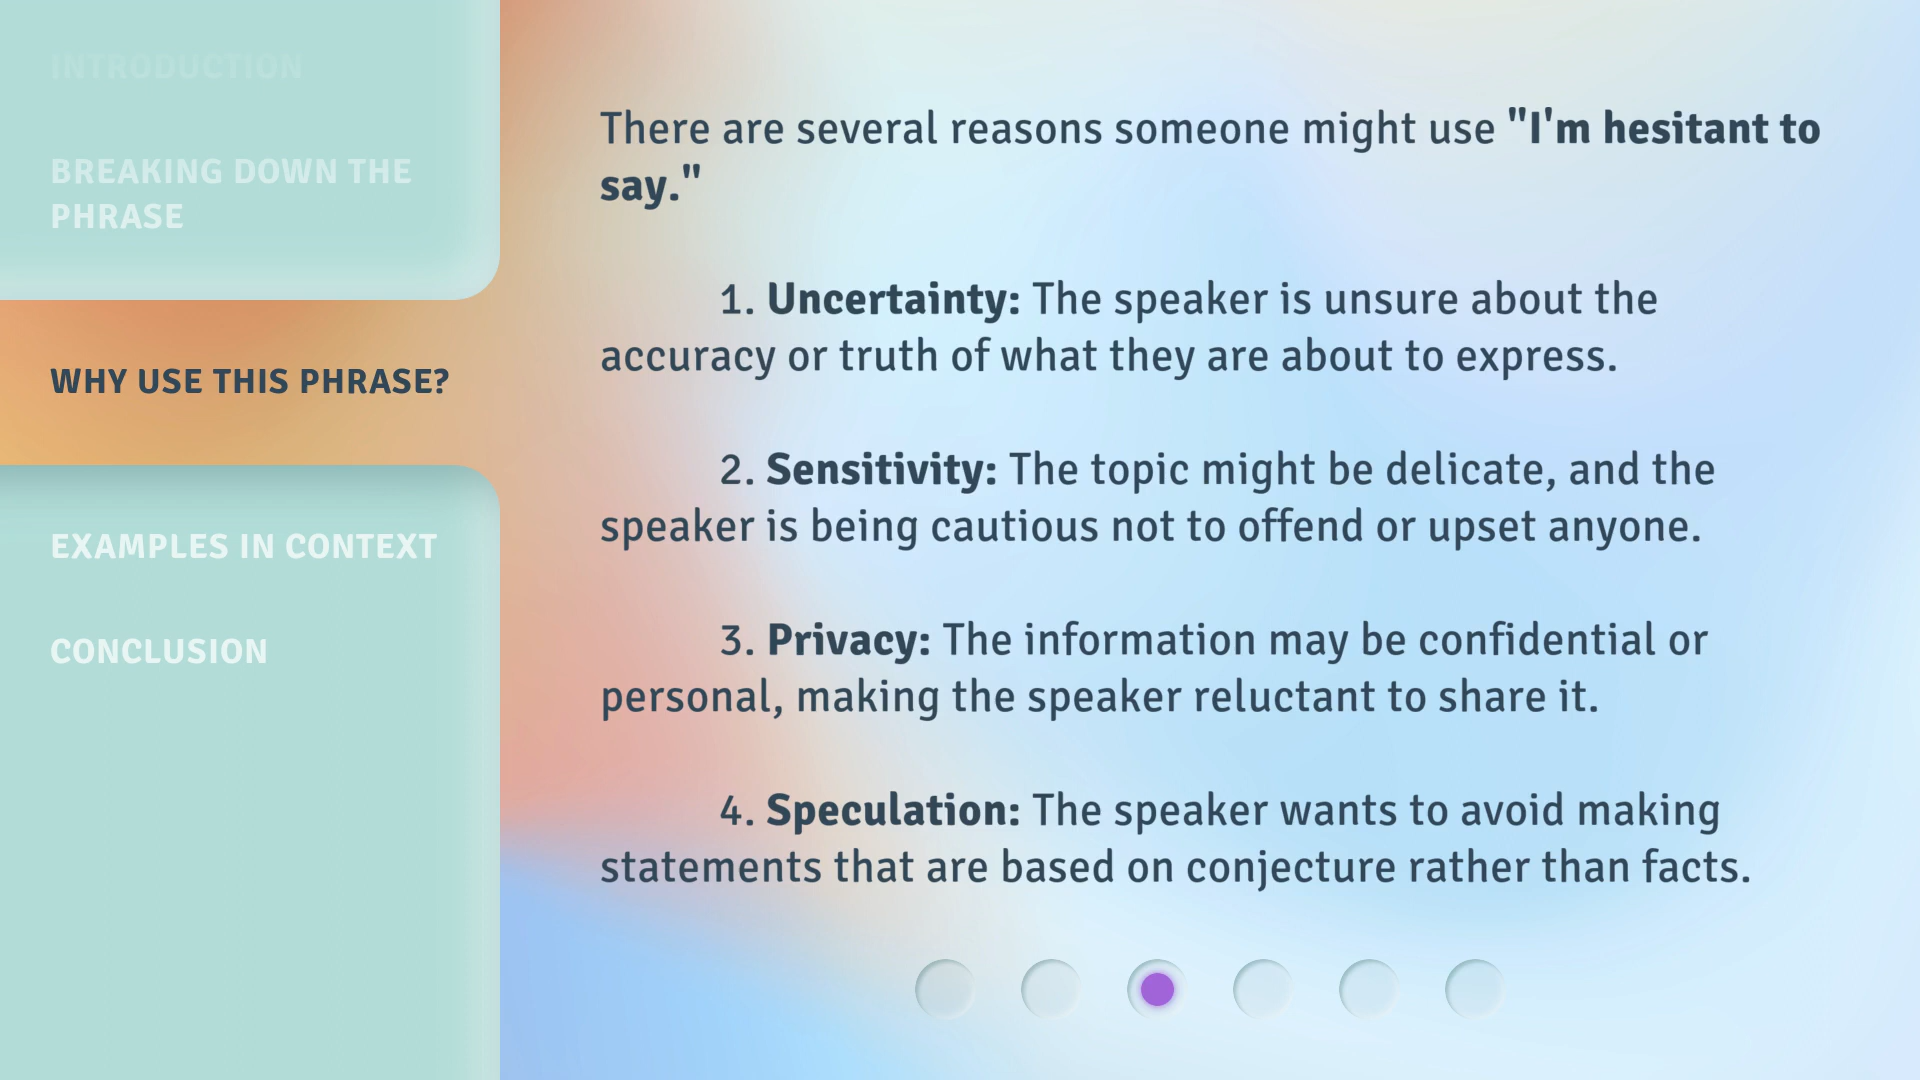 INTRODUCTION
BREAKING DOWN THE
PHRASE
WHY USE THIS PHRASE?
EXAMPLES IN CONTEXT
CONCLUSION
There are several reasons someone might use "I'm hesitant to
say."
1. Uncertainty: The speaker is unsure about the
accuracy or truth of what they are about to express.
2. Sensitivity: The topic might be delicate, and the
speaker is being cautious not to offend or upset anyone.
3. Privacy: The information may be confidential or
personal, making the speaker reluctant to share it.
4. Speculation: The speaker wants to avoid making
statements that are based on conjecture rather than facts.